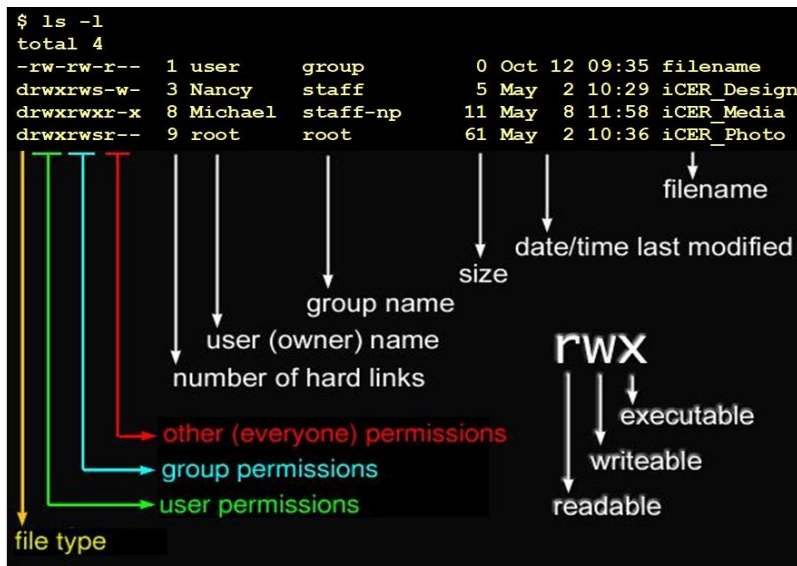 $ ls -l
total 4
-rw-rw-r-- 1 user group 0 Oct 12 09:35 filename
drwxrws-w- 3 Nancy staff 5 May 2 10:29 iCER_Design
drwxrwxr-x 8 Michael staff-np 11 May 8 11:58 iCER_Media
drwxrwsr-- 9 root root 61 May 2 10:36 iCER_Photo
filename
date/time last modified
size
group name
user (owner) name
number of hard links
rwx
executable
writeable
readable
other (everyone) permissions
group permissions
user permissions
file type